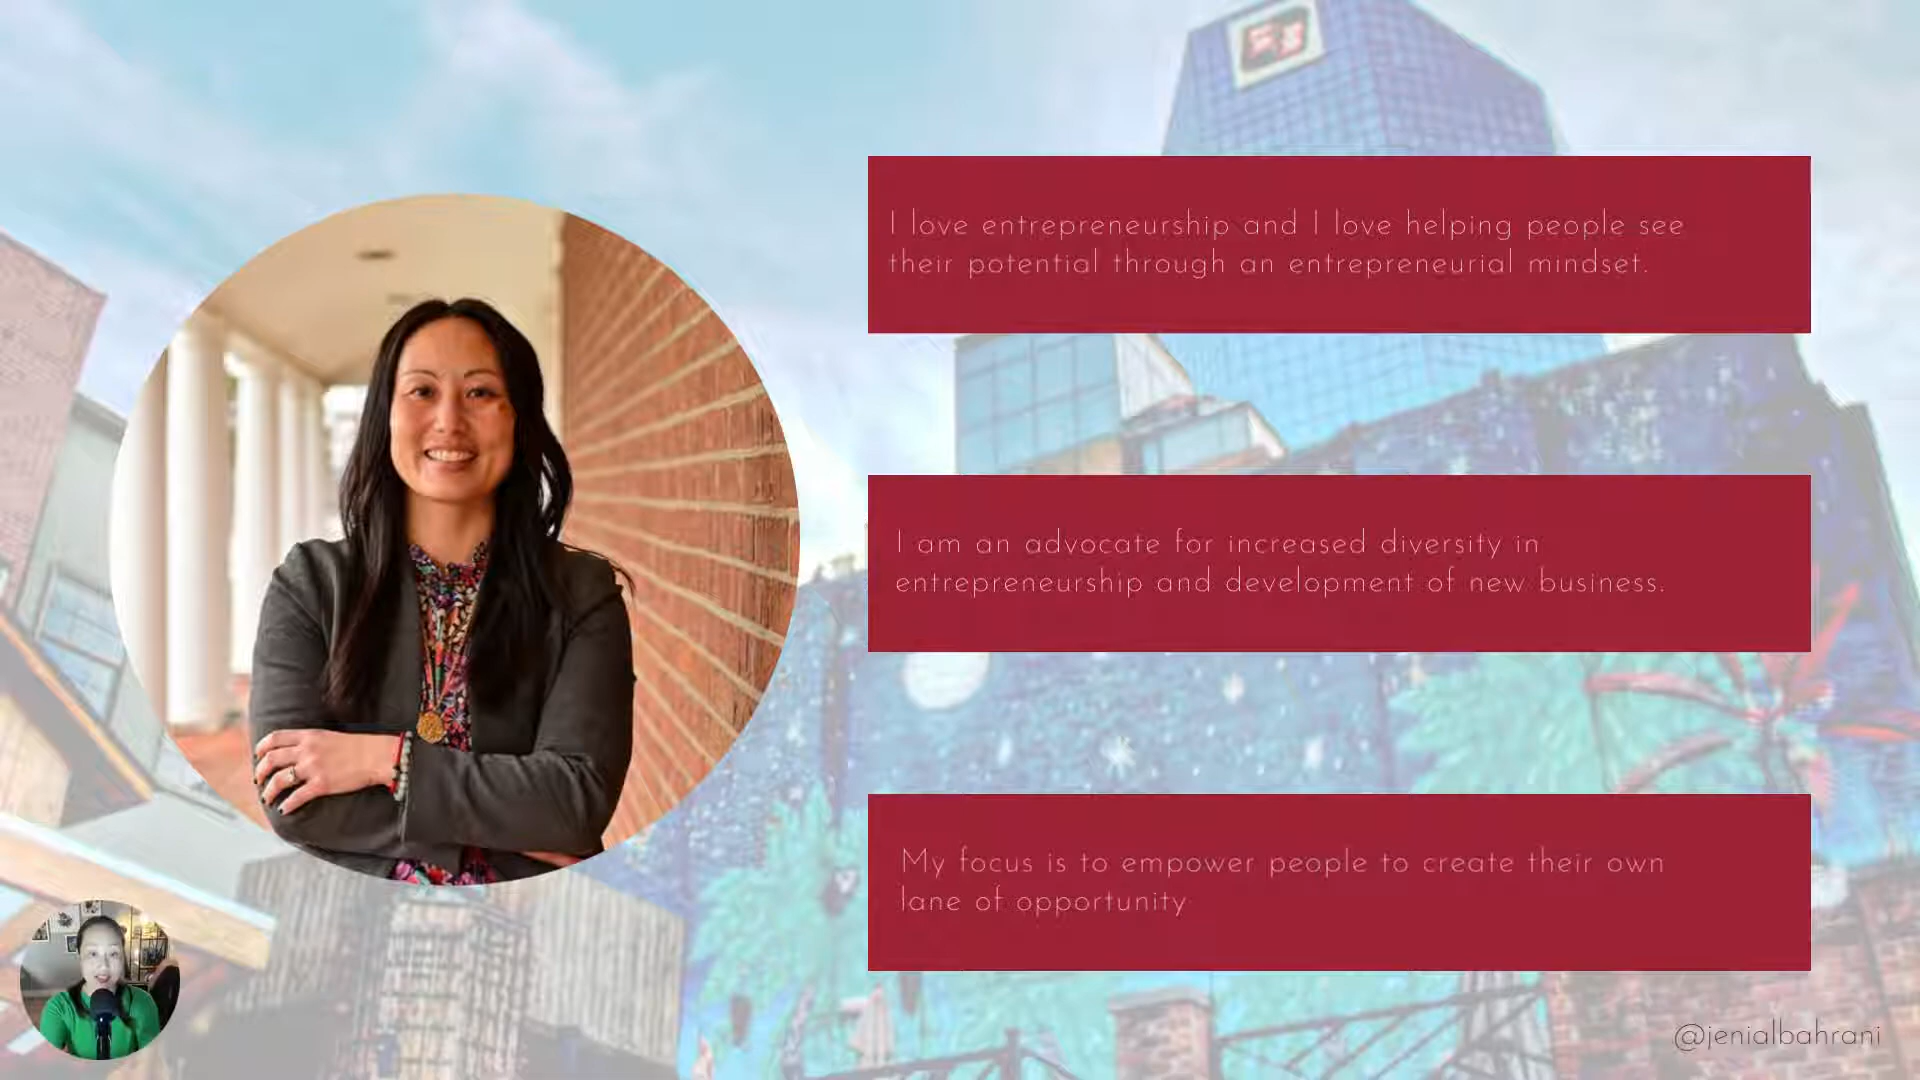 I love entrepreneurship and I love helping people see
their potential through an entrepreneurial mindset.
I am an advocate for increased diversity in
entrepreneurship and development of new business.
My focus is to empower people to create their own
lane of opportunity
@jenialbahrani